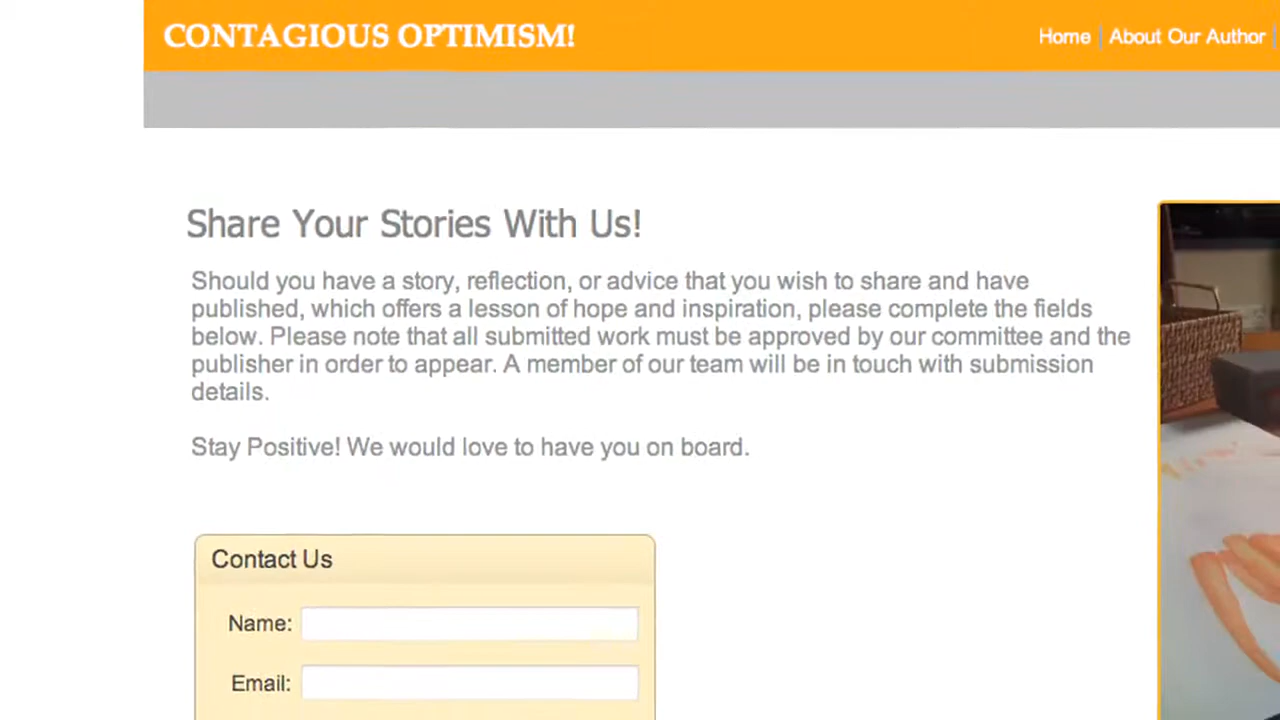 CONTAGIOUS OPTIMISM!
Home | About Our Author
Share Your Stories With Us!
Should you have a story, reflection, or advice that you wish to share and have
published, which offers a lesson of hope and inspiration, please complete the fields
below. Please note that all submitted work must be approved by our committee and the
publisher in order to appear. A member of our team will be in touch with submission
details.
Stay Positive! We would love to have you on board.
Contact Us
Name:
Email: